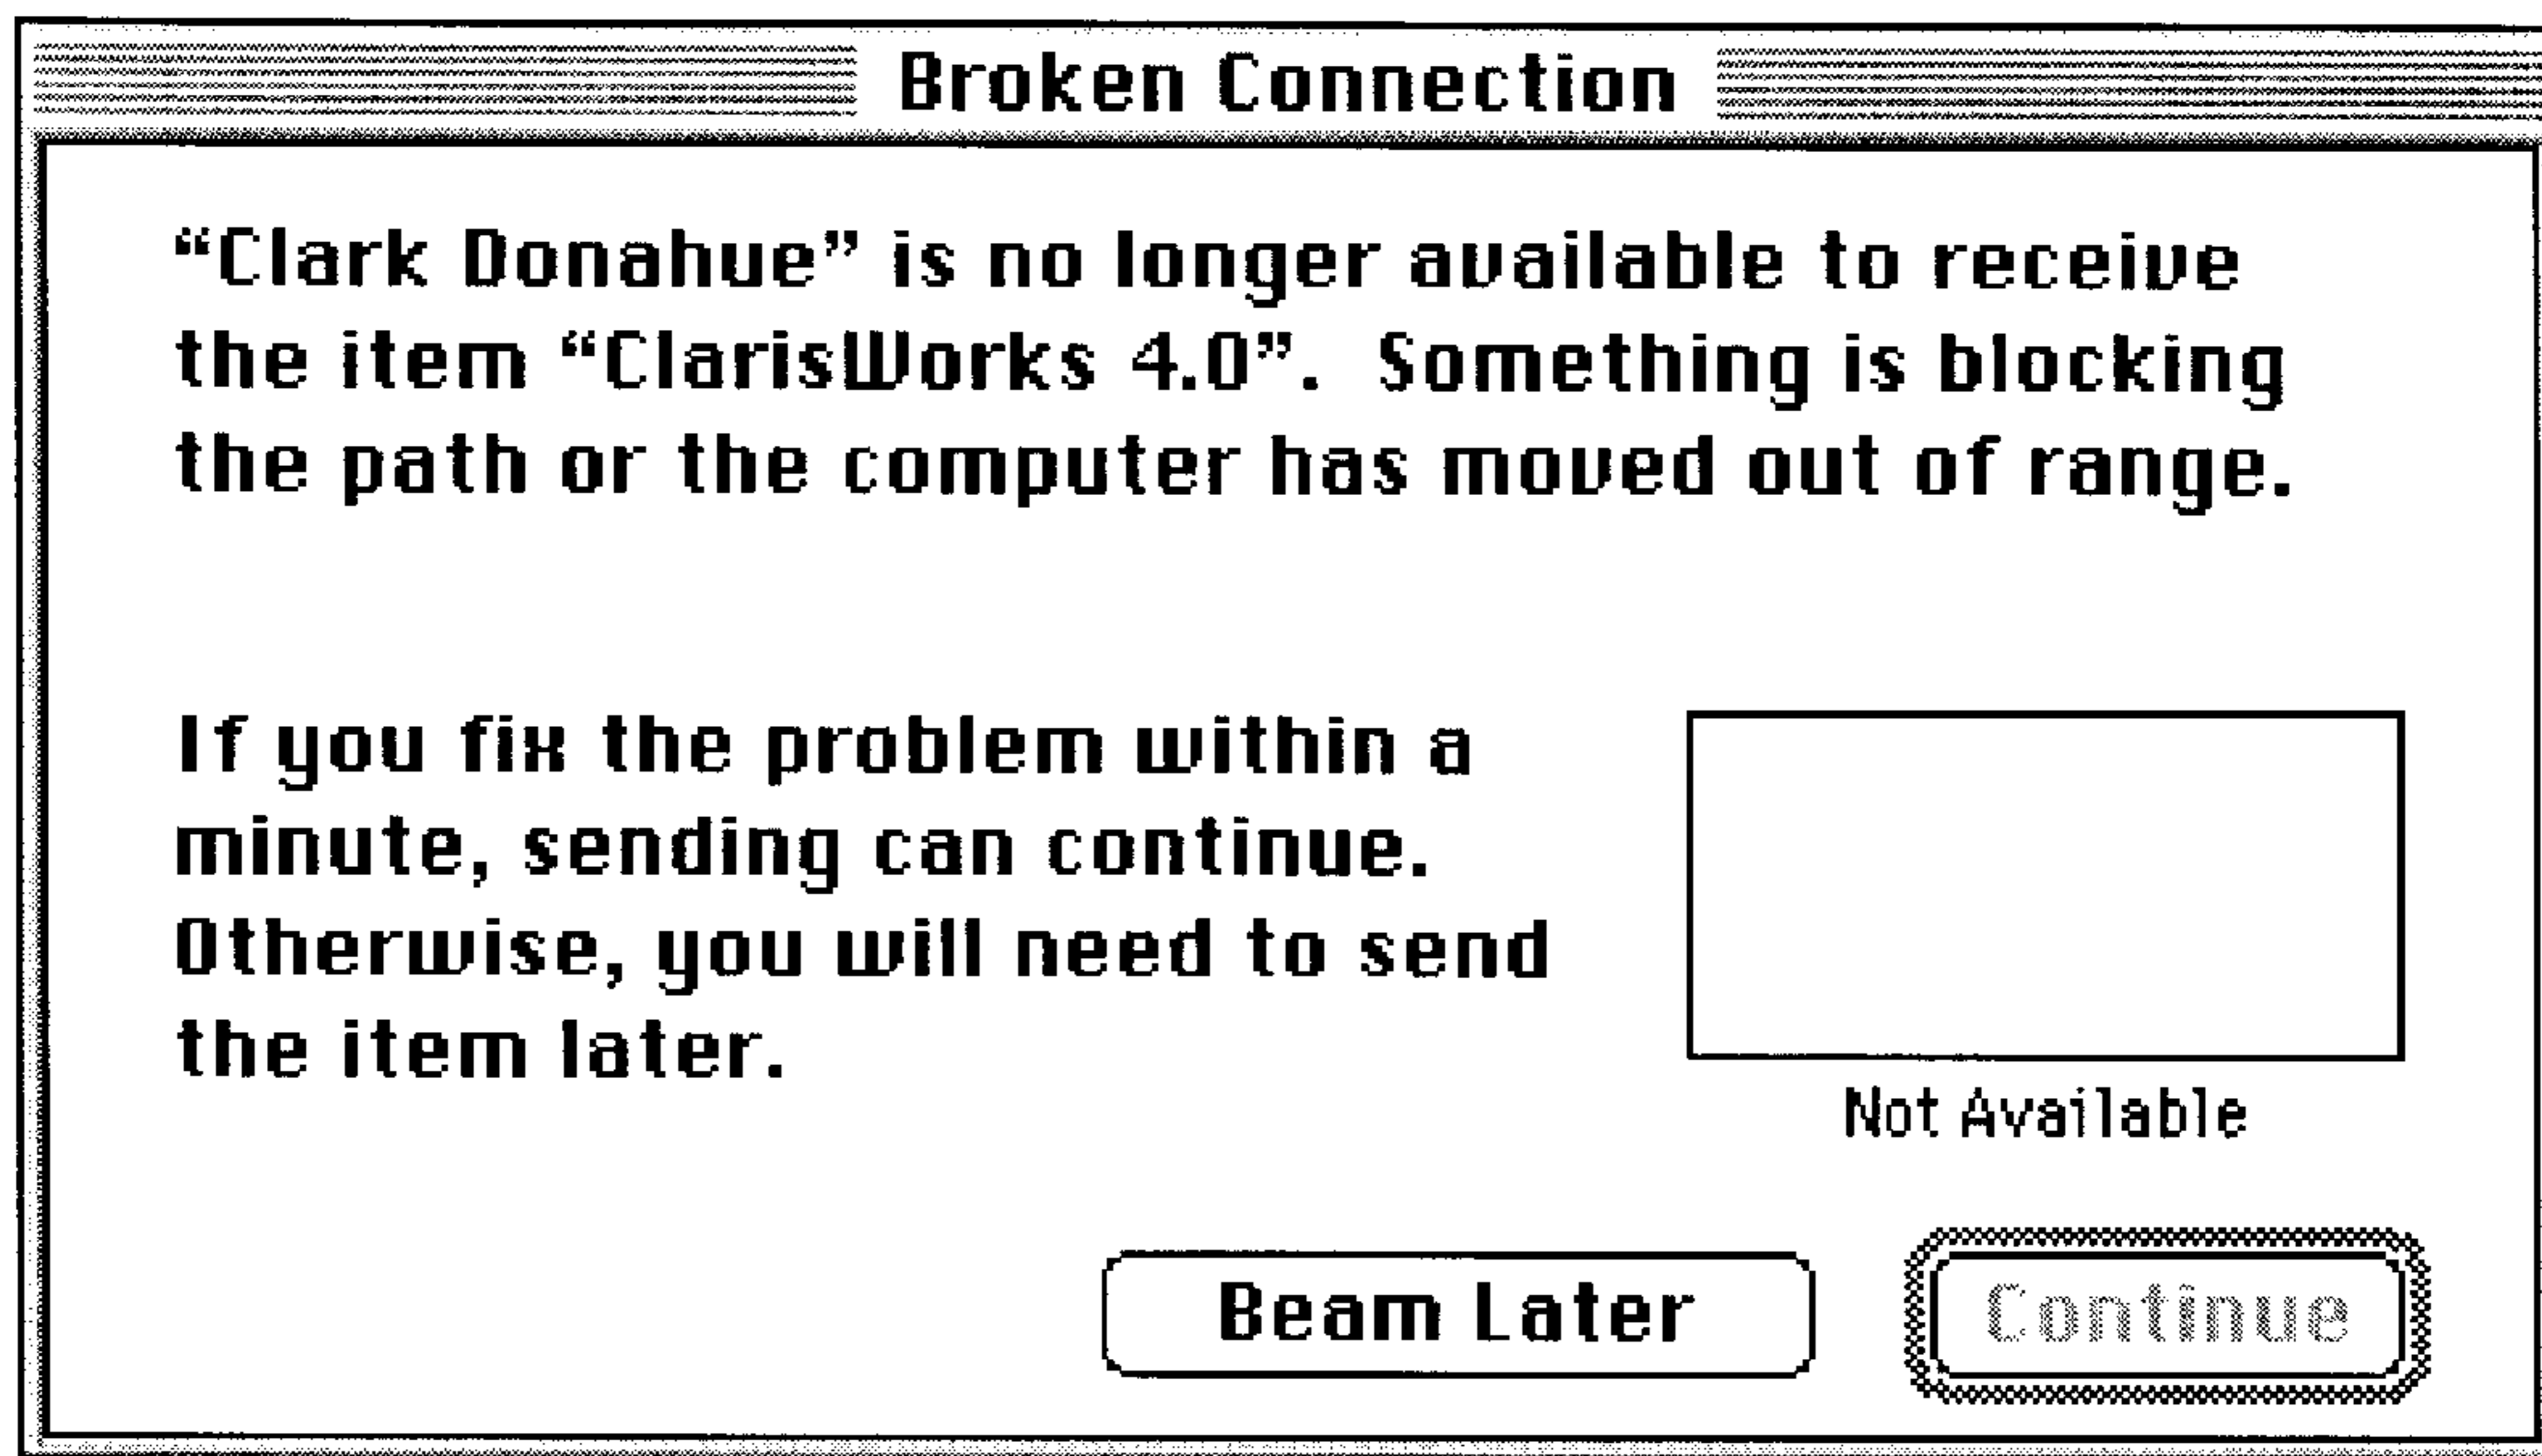 Broken Connection
“Clark Donahue” is no longer available to receive
the item “ClarisWorks 4.0”.  Something is blocking
the path or the computer has moved out of range.
If you fix the problem within a
minute, sending can continue.
Otherwise, you will need to send
the item later.
Not Available
Beam Later
Continue